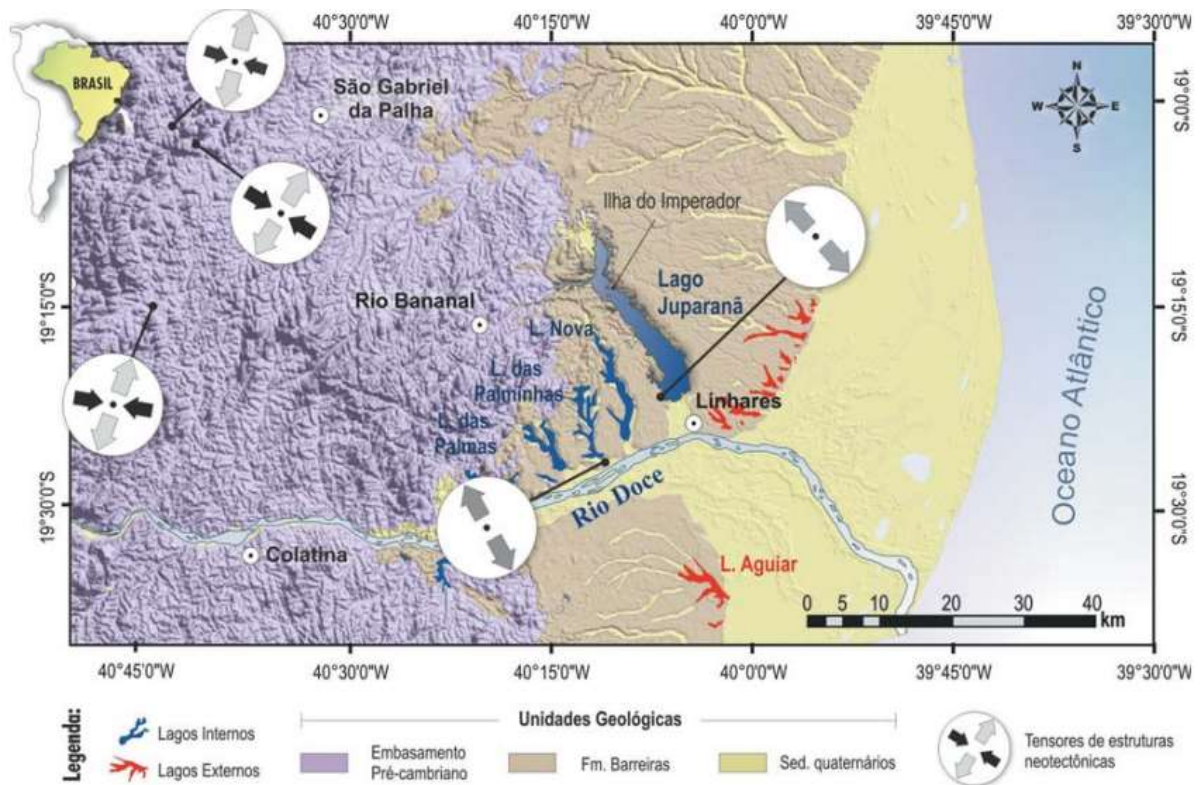 40°30'0"W
40°15'0"W
40°0'0"W
39°45'0"W
39°30'0"W
BRASIL
São Gabriel
da Palha
N
W
E
S
19°0'0"S
Ilha do Imperador
Lago
Juparanã
19°15'0"S
19°15'0"S
Rio Bananal
L. Nova
L. das
Palminhas
L. das
Palmas
Linhares
Oceano Atlântico
19°30'0"S
19°30'0"S
Rio Doce
Colatina
L. Aguiar
0 5 10 20 30 40
km
40°45'0"W
40°30'0"W
40°15'0"W
40°0'0"W
39°45'0"W
39°30'0"W
Legenda:
Lagos Internos
Lagos Externos
Unidades Geológicas
Embasamento
Pré-cambriano
Fm. Barreiras
Sed. quaternários
Tensores de estruturas
neotectônicas